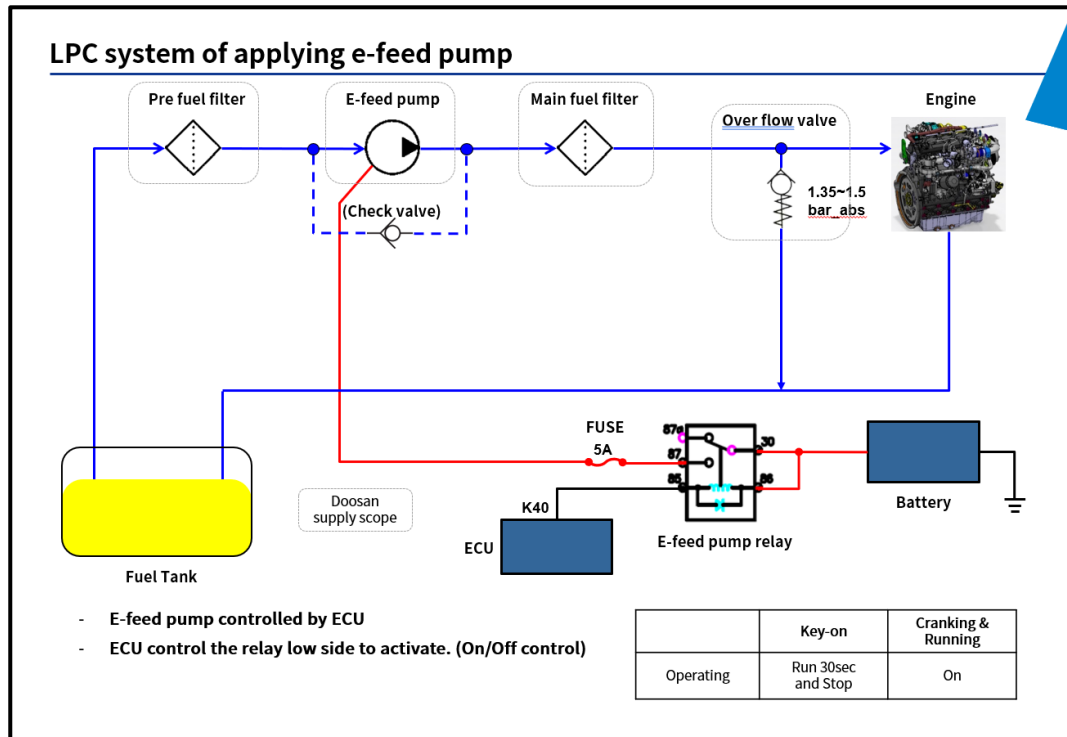 LPC system of applying e-feed pump
Pre fuel filter
E-feed pump
Main fuel filter
Over flow valve
Engine
1.35~1.5
bar_abs
(Check valve)
FUSE
5A
87a
30
87
85
86
K40
ECU
E-feed pump relay
Battery
Doosan
supply scope
Fuel Tank
- E-feed pump controlled by ECU
- ECU control the relay low side to activate. (On/Off control)
Key-on
Cranking &
Running
Operating
Run 30sec
and Stop
On